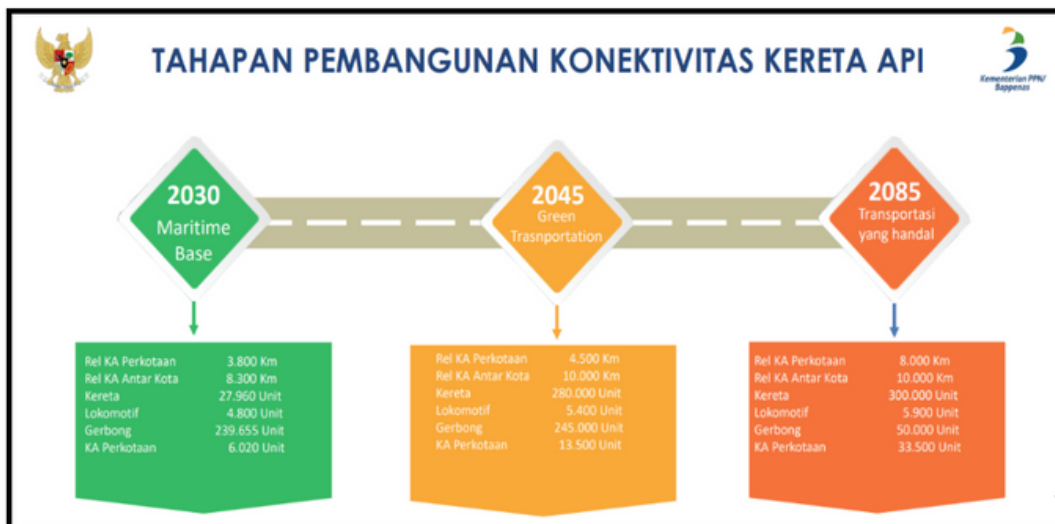 TAHAPAN PEMBANGUNAN KONEKTIVITAS KERETA API
Kementerian PPN/
Bappenas
2030
Maritime
Base
2045
Green
Trasnportation
2085
Transportasi
yang handal
Rel KA Perkotaan 3.800 Km
Rel KA Antar Kota 8.300 Km
Kereta 27.960 Unit
Lokomotif 4.800 Unit
Gerbong 239.655 Unit
KA Perkotaan 6.020 Unit
Rel KA Perkotaan 4.500 Km
Rel KA Antar Kota 10.000 Km
Kereta 280.000 Unit
Lokomotif 5.400 Unit
Gerbong 245.000 Unit
KA Perkotaan 13.500 Unit
Rel KA Perkotaan 8.000 Km
Rel KA Antar Kota 10.000 Km
Kereta 300.000 Unit
Lokomotif 5.900 Unit
Gerbong 50.000 Unit
KA Perkotaan 33.500 Unit